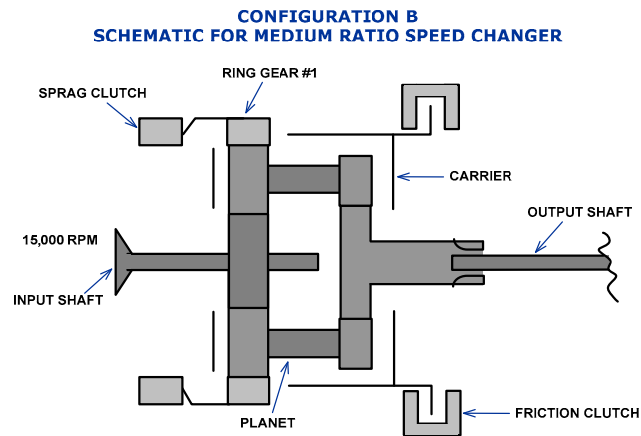 CONFIGURATION B
SCHEMATIC FOR MEDIUM RATIO SPEED CHANGER
RING GEAR #1
SPRAG CLUTCH
CARRIER
OUTPUT SHAFT
15,000 RPM
INPUT SHAFT
PLANET
FRICTION CLUTCH